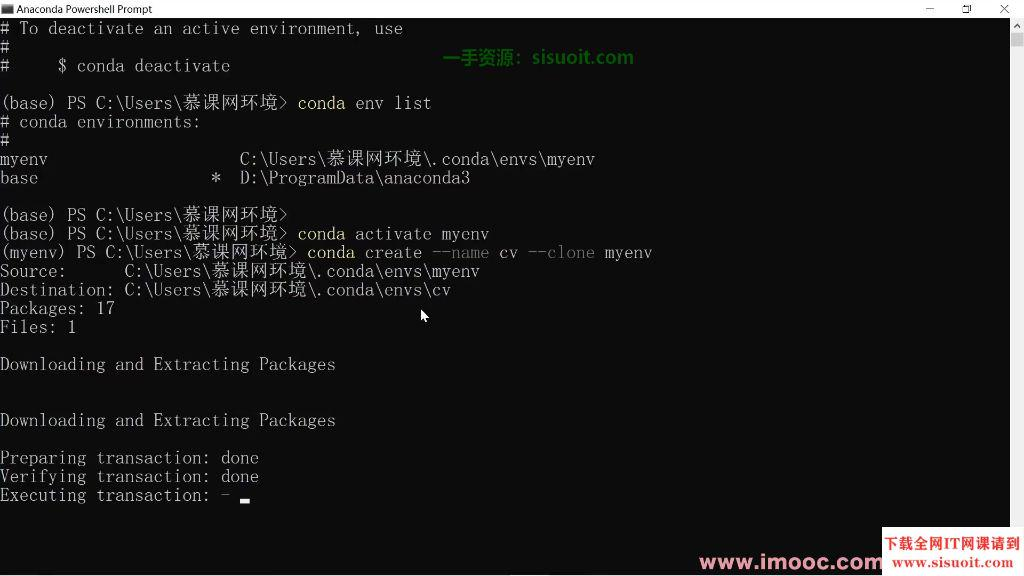 Anaconda Powershell Prompt
# To deactivate an active environment, use
#
#     $ conda deactivate
一手资源：sisuoit.com
(base) PS C:\Users\慕课网环境> conda env list
# conda environments:
#
myenv                    C:\Users\慕课网环境\.conda\envs\myenv
base                  *  D:\ProgramData\anaconda3
(base) PS C:\Users\慕课网环境>
(base) PS C:\Users\慕课网环境> conda activate myenv
(myenv) PS C:\Users\慕课网环境> conda create --name cv --clone myenv
Source:      C:\Users\慕课网环境\.conda\envs\myenv
Destination: C:\Users\慕课网环境\.conda\envs\cv
Packages: 17
Files: 1
Downloading and Extracting Packages
Downloading and Extracting Packages
Preparing transaction: done
Verifying transaction: done
Executing transaction: -
www.imooc.com
下载全网IT网课请到
www.sisuoit.com